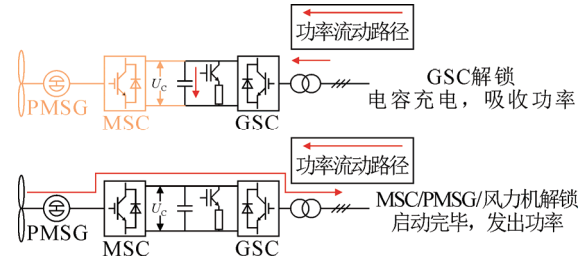 功率流动路径
U_C
PMSG
MSC
GSC
GSC解锁
电容充电，吸收功率
功率流动路径
U_C
PMSG
MSC
GSC
MSC/PMSG/风力机解锁
启动完毕，发出功率